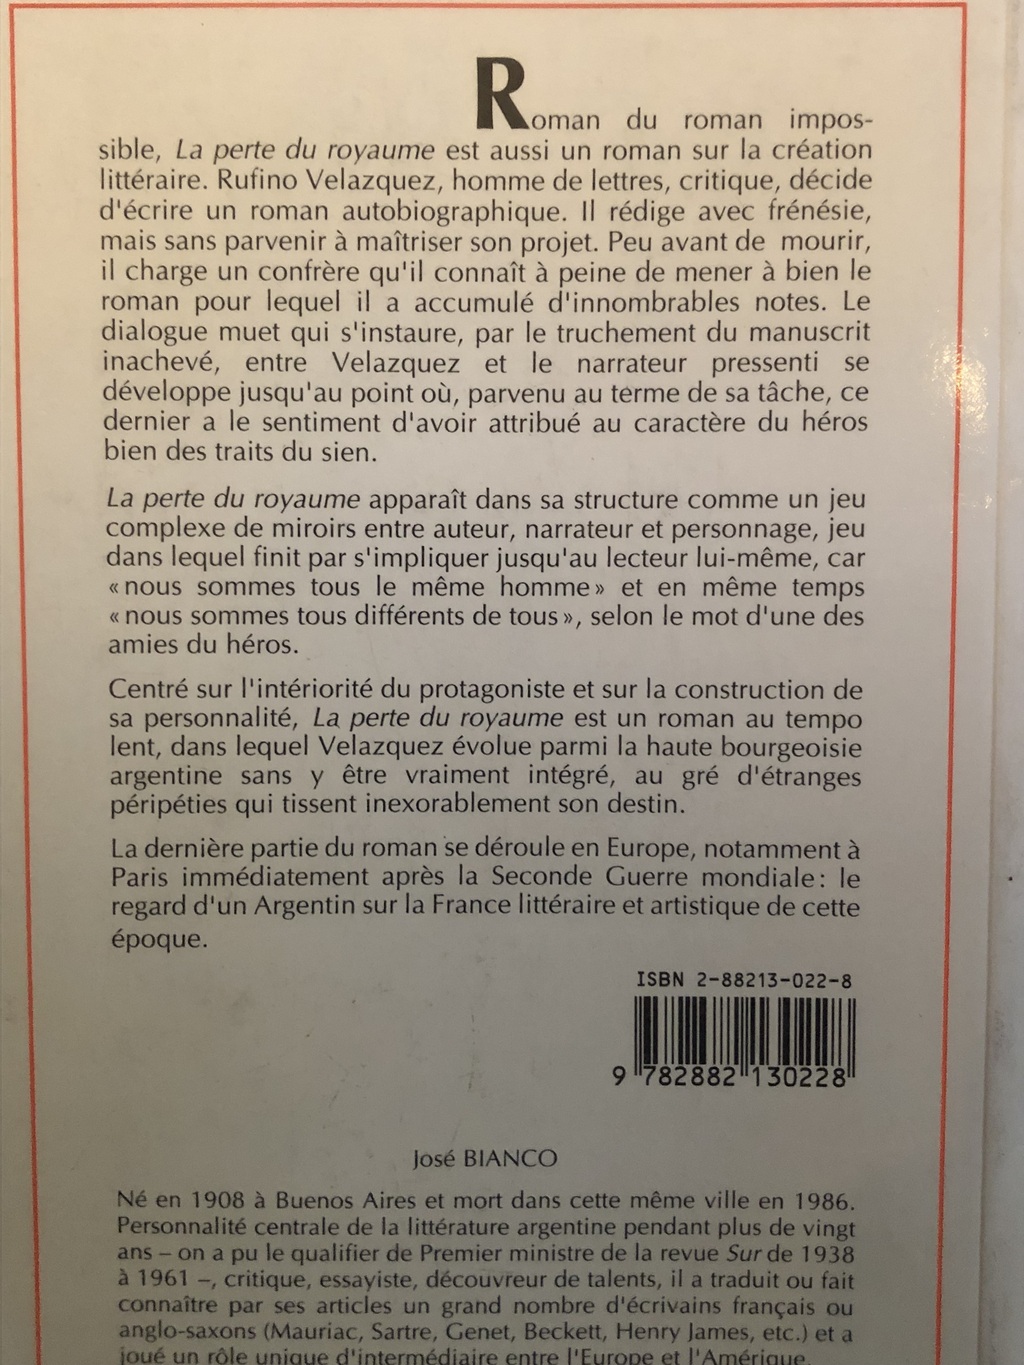 Roman du roman impos-
sible, La perte du royaume est aussi un roman sur la création
littéraire. Rufino Velazquez, homme de lettres, critique, décide
d'écrire un roman autobiographique. Il rédige avec frénésie,
mais sans parvenir à maîtriser son projet. Peu avant de mourir,
il charge un confrère qu'il connaît à peine de mener à bien le
roman pour lequel il a accumulé d'innombrables notes. Le
dialogue muet qui s'instaure, par le truchement du manuscrit
inachevé, entre Velazquez et le narrateur pressenti se
développe jusqu'au point où, parvenu au terme de sa tâche, ce
dernier a le sentiment d'avoir attribué au caractère du héros
bien des traits du sien.
La perte du royaume apparaît dans sa structure comme un jeu
complexe de miroirs entre auteur, narrateur et personnage, jeu
dans lequel finit par s'impliquer jusqu'au lecteur lui-même, car
« nous sommes tous le même homme » et en même temps
« nous sommes tous différents de tous », selon le mot d'une des
amies du héros.
Centré sur l'intériorité du protagoniste et sur la construction de
sa personnalité, La perte du royaume est un roman au tempo
lent, dans lequel Velazquez évolue parmi la haute bourgeoisie
argentine sans y être vraiment intégré, au gré d'étranges
péripéties qui tissent inexorablement son destin.
La dernière partie du roman se déroule en Europe, notamment à
Paris immédiatement après la Seconde Guerre mondiale : le
regard d'un Argentin sur la France littéraire et artistique de cette
époque.
ISBN 2-88213-022-8
9 782882 130228
José BIANCO
Né en 1908 à Buenos Aires et mort dans cette même ville en 1986.
Personnalité centrale de la littérature argentine pendant plus de vingt
ans – on a pu le qualifier de Premier ministre de la revue Sur de 1938
à 1961 –, critique, essayiste, découvreur de talents, il a traduit ou fait
connaître par ses articles un grand nombre d'écrivains français ou
anglo-saxons (Mauriac, Sartre, Genet, Beckett, Henry James, etc.) et a
joué un rôle unique d'intermédiaire entre l'Europe et l'Amérique.